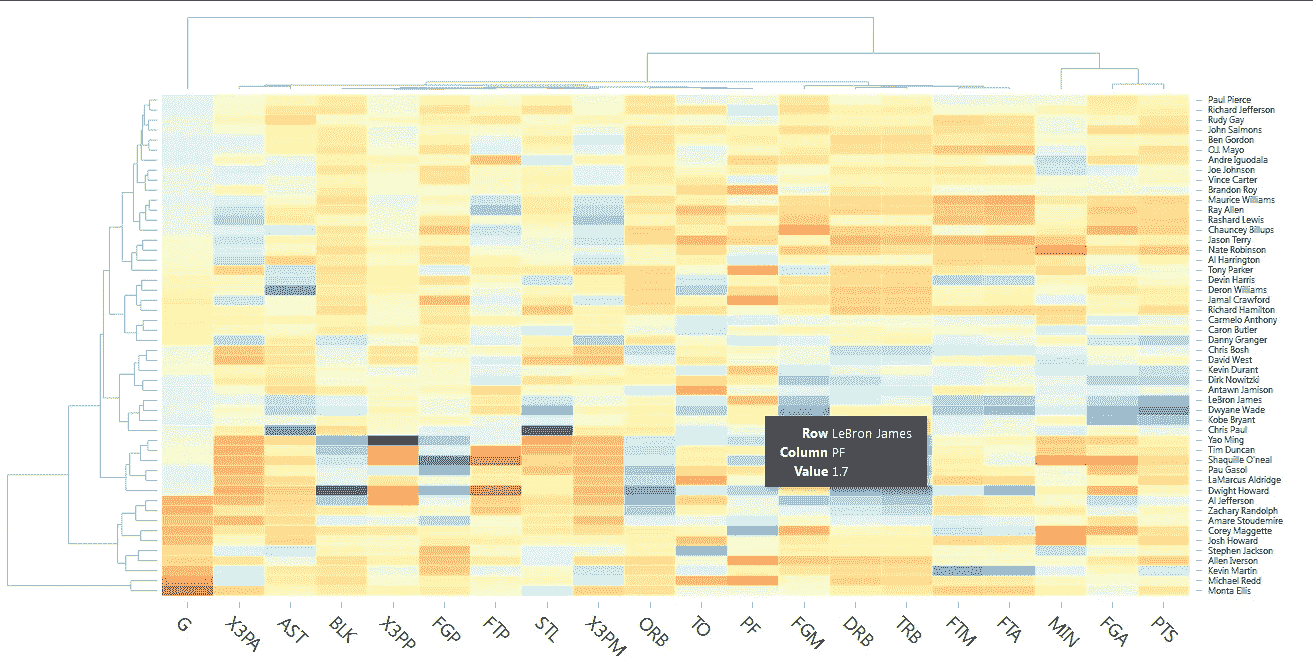 Paul Pierce
Richard Jefferson
Rudy Gay
John Salmons
Ben Gordon
O.J. Mayo
Andre Iguodala
Joe Johnson
Vince Carter
Brandon Roy
Maurice Williams
Ray Allen
Rashard Lewis
Chauncey Billups
Jason Terry
Nate Robinson
Al Harrington
Tony Parker
Devin Harris
Deron Williams
Jamal Crawford
Richard Hamilton
Carmelo Anthony
Caron Butler
Danny Granger
Chris Bosh
David West
Kevin Durant
Dirk Nowitzki
Antawn Jamison
LeBron James
Dwyane Wade
Kobe Bryant
Chris Paul
Yao Ming
Tim Duncan
Shaquille O'neal
Pau Gasol
LaMarcus Aldridge
Dwight Howard
Al Jefferson
Zachary Randolph
Amare Stoudemire
Corey Maggette
Josh Howard
Stephen Jackson
Allen Iverson
Kevin Martin
Michael Redd
Monta Ellis
Row LeBron James
Column PF
Value 1.7
G X3PA AST BLK X3PP FGP FTP STL X3PM ORB TO PF FGM DRB TRB FTM FTA MIN FGA PTS